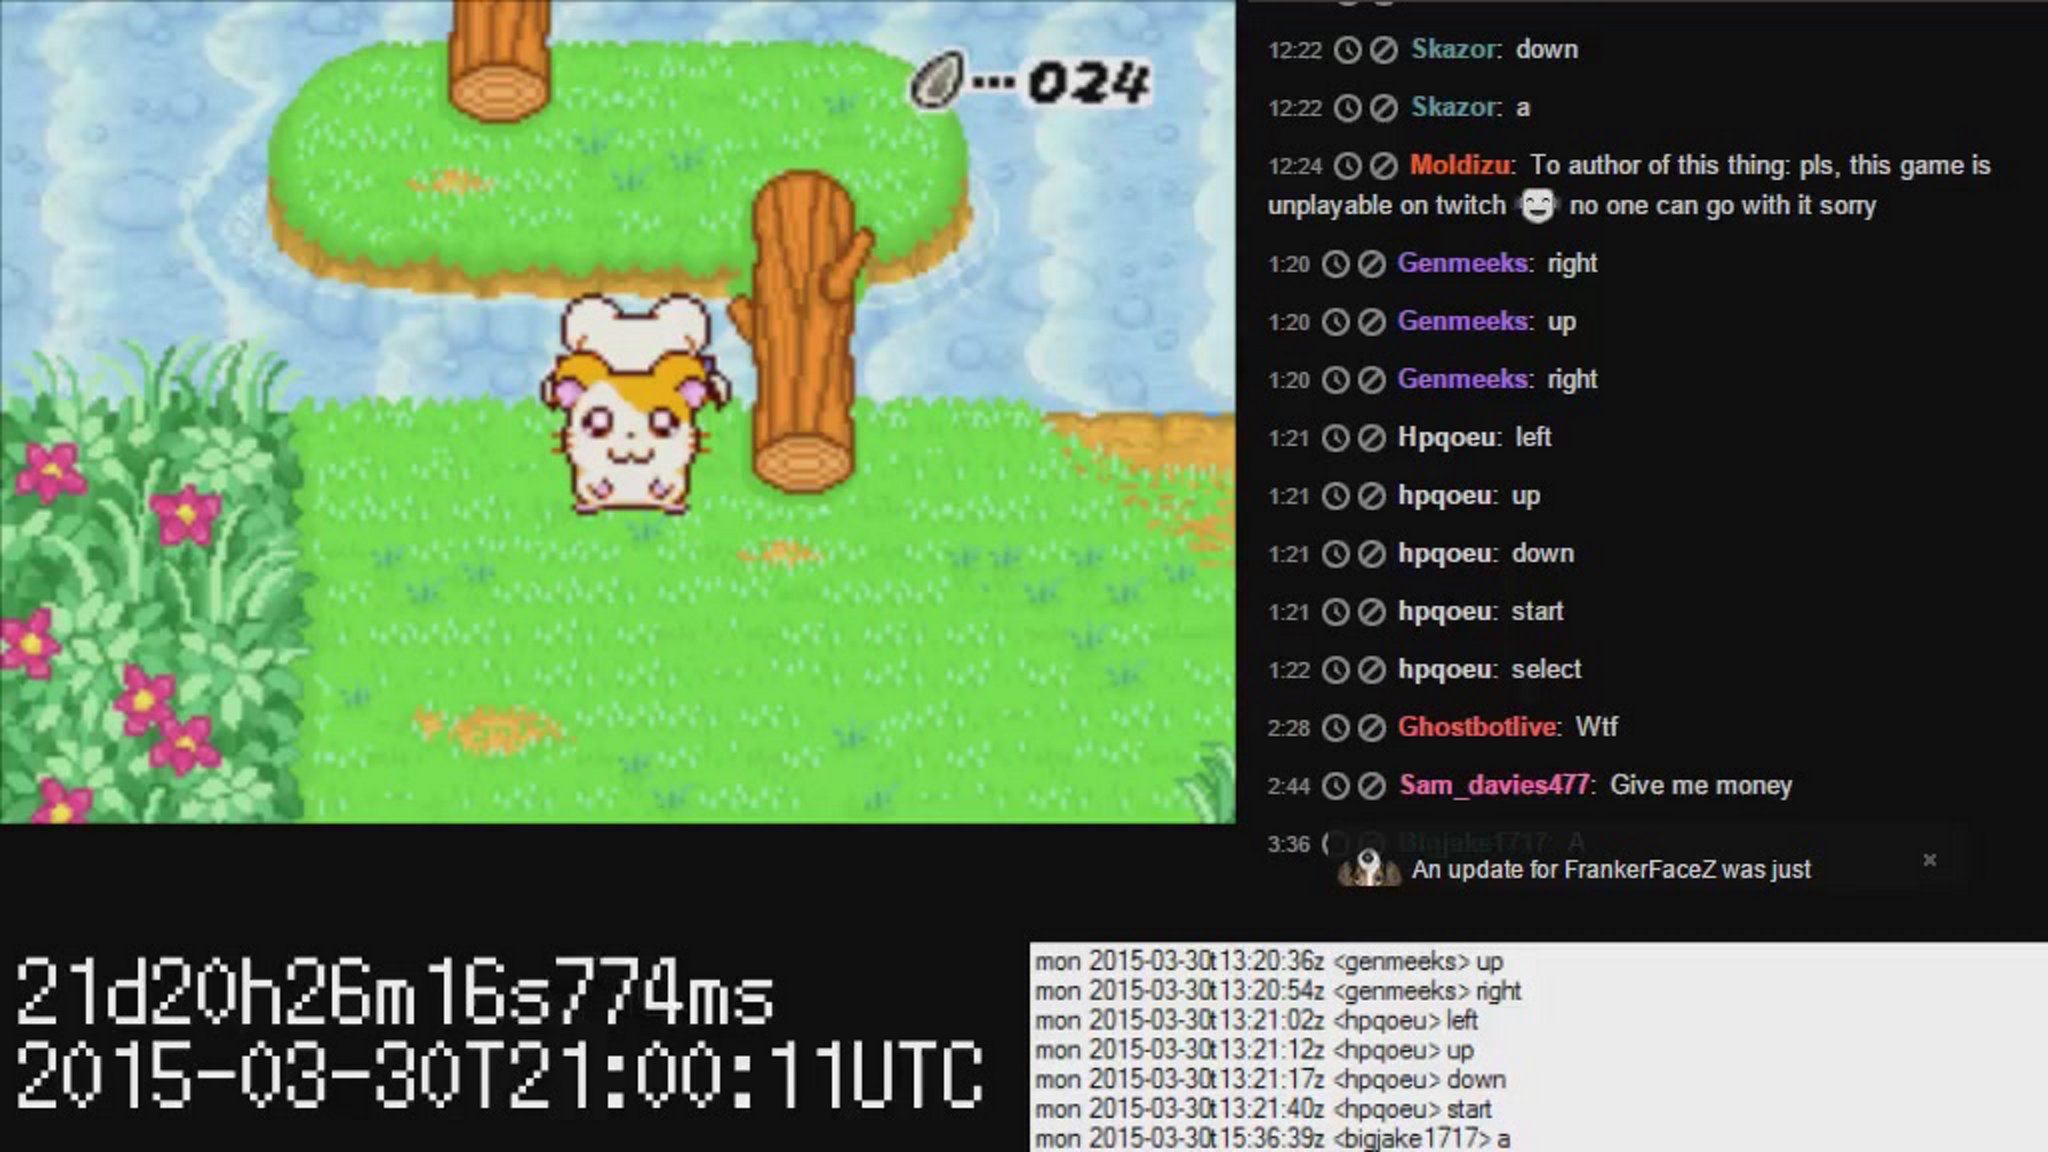 024
12:22 Skazor: down
12:22 Skazor: a
12:24 Moldizu: To author of this thing: pls, this game is
unplayable on twitch no one can go with it sorry
1:20 Genmeeks: right
1:20 Genmeeks: up
1:20 Genmeeks: right
1:21 Hpqoeu: left
1:21 hpqoeu: up
1:21 hpqoeu: down
1:21 hpqoeu: start
1:22 hpqoeu: select
2:28 Ghostbotlive: Wtf
2:44 Sam_davies477: Give me money
3:36 Bigjake1717: A
An update for FrankerFaceZ was just
21d20h26m16s774ms
2015-03-30T21:00:11UTC
mon 2015-03-30t13:20:36z <genmeeks> up
mon 2015-03-30t13:20:54z <genmeeks> right
mon 2015-03-30t13:21:02z <hpqoeu> left
mon 2015-03-30t13:21:12z <hpqoeu> up
mon 2015-03-30t13:21:17z <hpqoeu> down
mon 2015-03-30t13:21:40z <hpqoeu> start
mon 2015-03-30t15:36:39z <bigjake1717> a